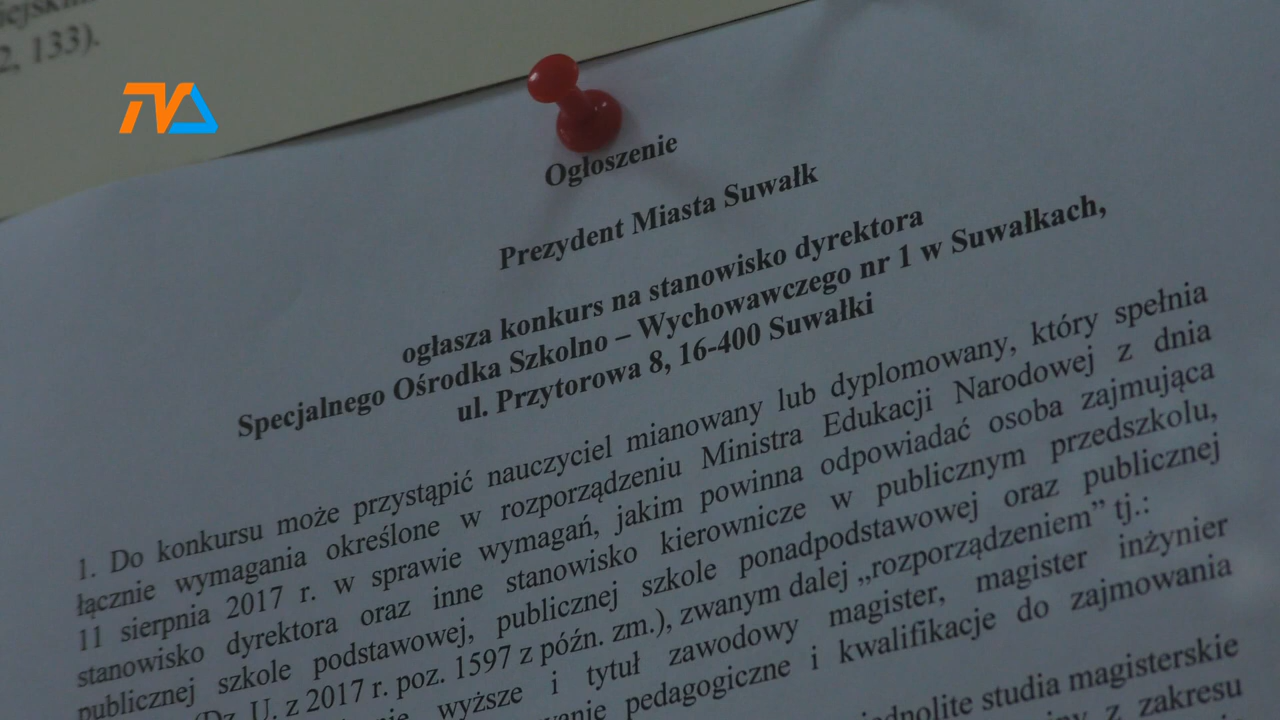 2, 133).
TVA
Ogłoszenie
Prezydent Miasta Suwałk
ogłasza konkurs na stanowisko dyrektora
Specjalnego Ośrodka Szkolno – Wychowawczego nr 1 w Suwałkach,
ul. Przytorowa 8, 16-400 Suwałki
1. Do konkursu może przystąpić nauczyciel mianowany lub dyplomowany, który spełnia
łącznie wymagania określone w rozporządzeniu Ministra Edukacji Narodowej z dnia
11 sierpnia 2017 r. w sprawie wymagań, jakim powinna odpowiadać osoba zajmująca
stanowisko dyrektora oraz inne stanowisko kierownicze w publicznym przedszkolu,
publicznej szkole podstawowej, publicznej szkole ponadpodstawowej oraz publicznej
(Dz. U. z 2017 r. poz. 1597 z późn. zm.), zwanym dalej „rozporządzeniem” tj.:
wyższe i tytuł zawodowy magister, magister inżynier
pedagogiczne i kwalifikacje do zajmowania
studia magisterskie
z zakresu